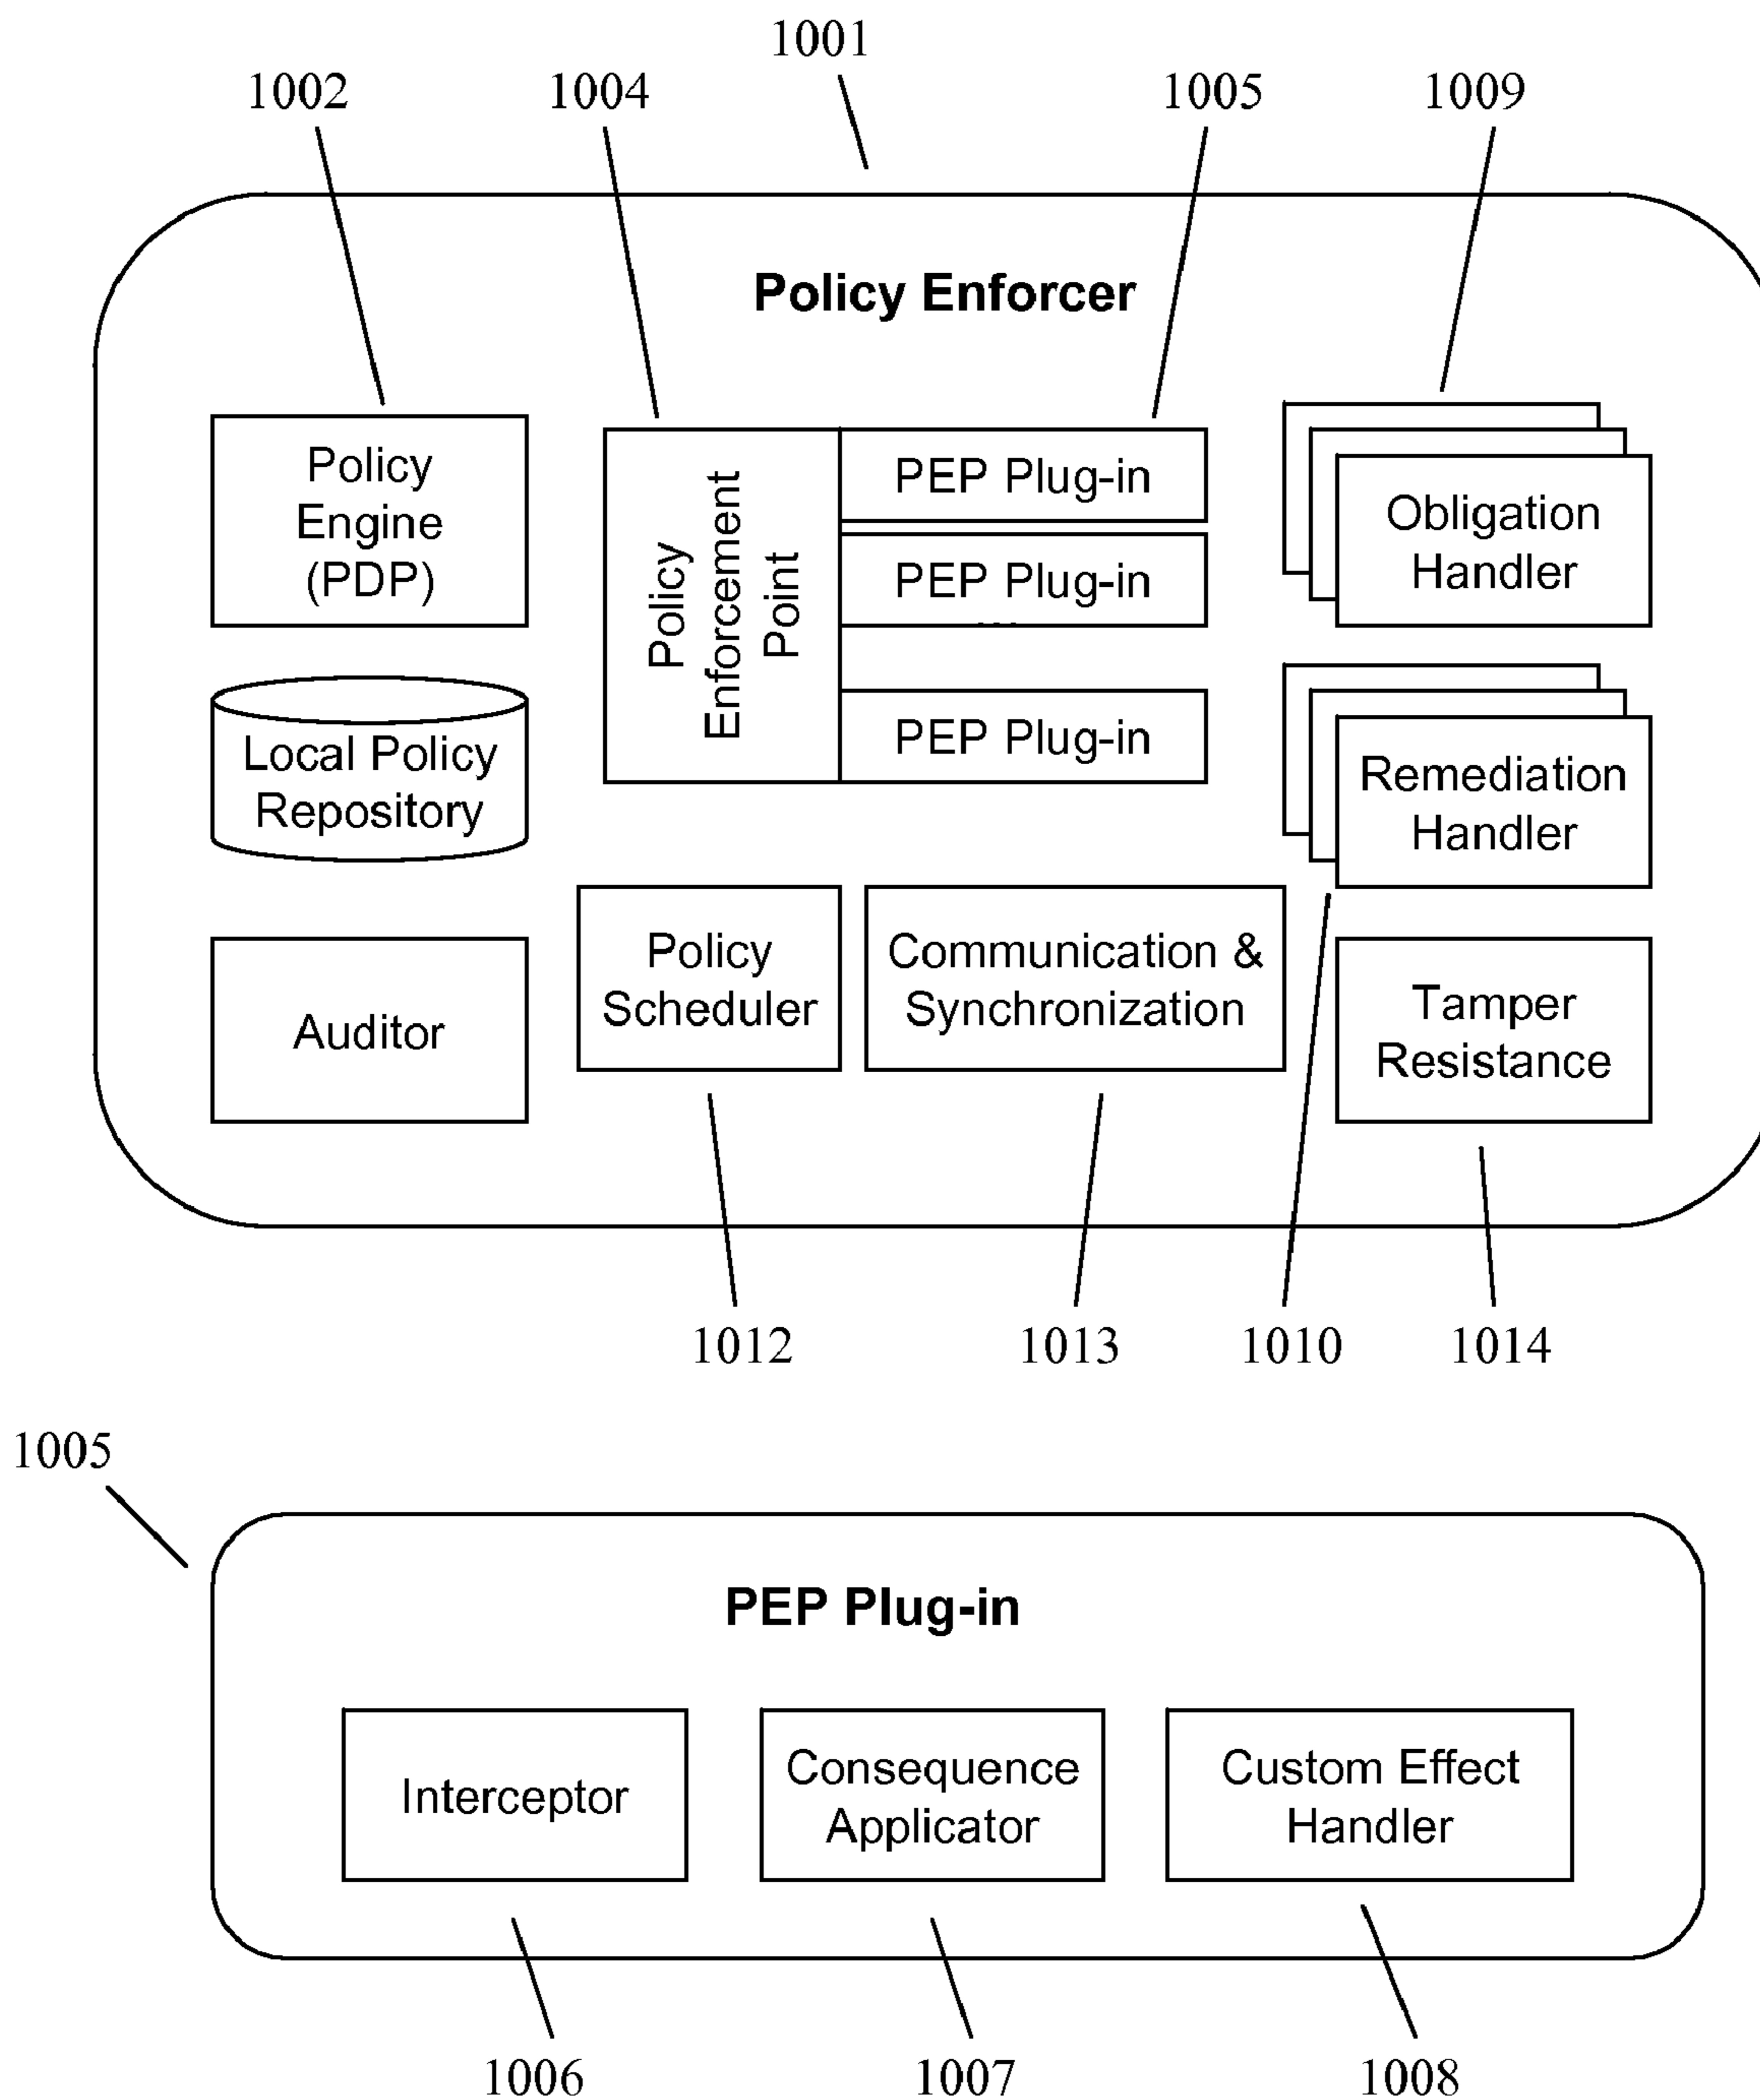 1001
1002
1004
1005
1009
Policy Enforcer
Policy
Engine
(PDP)
Policy
Enforcement
Point
PEP Plug-in
PEP Plug-in
...
PEP Plug-in
Obligation
Handler
Local Policy
Repository
Remediation
Handler
Auditor
Policy
Scheduler
Communication &
Synchronization
Tamper
Resistance
1012
1013
1010
1014
1005
PEP Plug-in
Interceptor
Consequence
Applicator
Custom Effect
Handler
1006
1007
1008